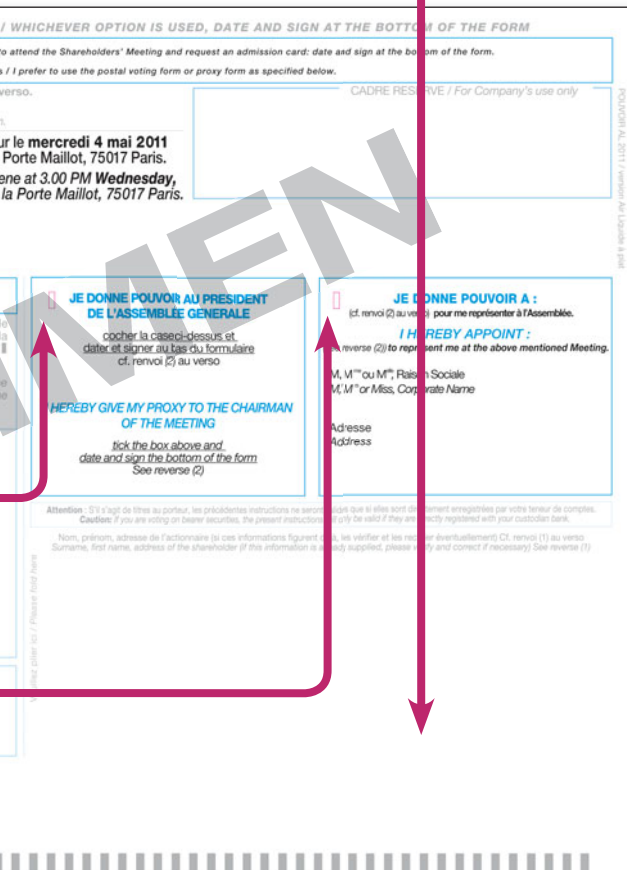 / WHICHEVER OPTION IS USED, DATE AND SIGN AT THE BOTTOM OF THE FORM
to attend the Shareholders' Meeting and request an admission card: date and sign at the bottom of the form.
s / I prefer to use the postal voting form or proxy form as specified below.
verso.
CADRE RESERVE / For Company's use only
ur le mercredi 4 mai 2011
Porte Maillot, 75017 Paris.
ene at 3.00 PM Wednesday,
la Porte Maillot, 75017 Paris.
POUVOIR AL 2011 / version Air Liquide à plat
IMEN
JE DONNE POUVOIR AU PRESIDENT
DE L'ASSEMBLÉE GENERALE
cocher la caseci-dessus et
dater et signer au bas du formulaire
cf. renvoi (2) au verso
I HEREBY GIVE MY PROXY TO THE CHAIRMAN
OF THE MEETING
tick the box above and
date and sign the bottom of the form
See reverse (2)
JE DONNE POUVOIR A :
(cf. renvoi (2) au verso) pour me représenter à l'Assemblée.
I HEREBY APPOINT :
reverse (2)) to represent me at the above mentioned Meeting.
M, Mme ou Mlle, Raison Sociale
M, Mrs or Miss, Corporate Name
Adresse
Address
Attention : S'il s'agit de titres au porteur, les précédentes instructions ne seront valides que si elles sont directement enregistrées par votre teneur de comptes.
Caution: if you are voting on bearer securities, the present instructions will only be valid if they are directly registered with your custodian bank.
Nom, prénom, adresse de l'actionnaire (si ces informations figurent déjà, les vérifier et les rectifier éventuellement) Cf. renvoi (1) au verso
Surname, first name, address of the shareholder (if this information is already supplied, please verify and correct if necessary) See reverse (1)
Veuillez plier ici / Please fold here